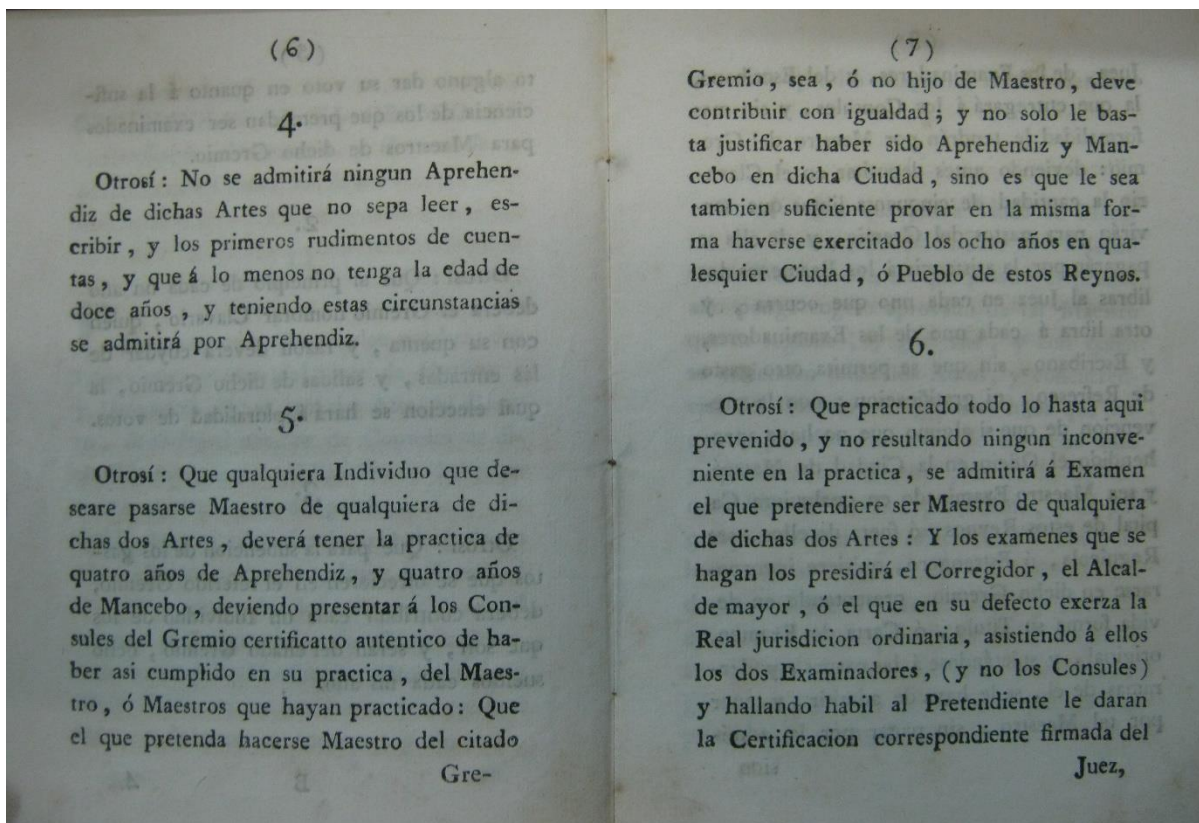 (6)
4.
Otrosí : No se admitirá ningun Aprehen-
diz de dichas Artes que no sepa leer, es-
cribir, y los primeros rudimentos de cuen-
tas, y que á lo menos no tenga la edad de
doce años, y teniendo estas circunstancias
se admitirá por Aprehendiz.
5.
Otrosí : Que qualquiera Individuo que de-
seare pasarse Maestro de qualquiera de di-
chas dos Artes, deverá tener la practica de
quatro años de Aprehendiz, y quatro años
de Mancebo, deviendo presentar á los Con-
sules del Gremio certificatto autentico de ha-
ber asi cumplido en su practica, del Maes-
tro, ó Maestros que hayan practicado: Que
el que pretenda hacerse Maestro del citado
Gre-
(7)
Gremio, sea, ó no hijo de Maestro, deve
contribuir con igualdad; y no solo le bas-
ta justificar haber sido Aprehendiz y Man-
cebo en dicha Ciudad, sino es que le sea
tambien suficiente provar en la misma for-
ma haverse exercitado los ocho años en qua-
lesquier Ciudad, ó Pueblo de estos Reynos.
6.
Otrosí : Que practicado todo lo hasta aqui
prevenido, y no resultando ningun inconve-
niente en la practica, se admitirá á Examen
el que pretendiere ser Maestro de qualquiera
de dichas dos Artes : Y los examenes que se
hagan los presidirá el Corregidor, el Alcal-
de mayor, ó el que en su defecto exerza la
Real jurisdicion ordinaria, asistiendo á ellos
los dos Examinadores, (y no los Consules)
y hallando habil al Pretendiente le daran
la Certificacion correspondiente firmada del
Juez,